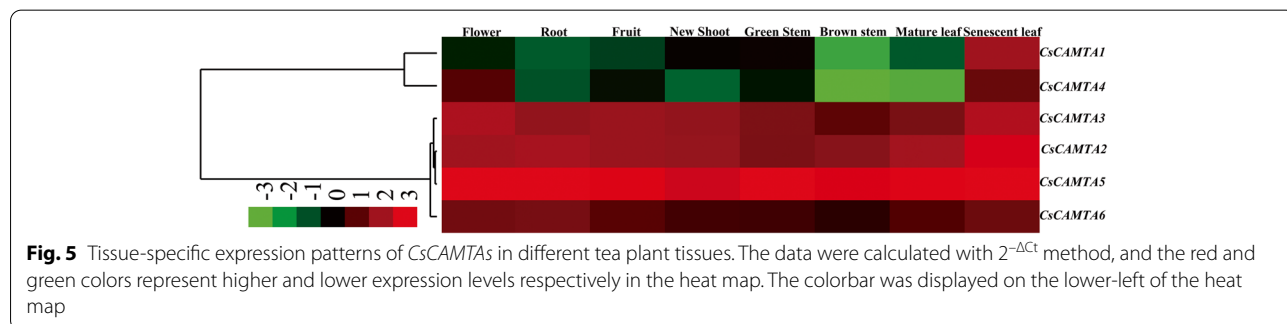 Flower Root Fruit New Shoot Green Stem Brown stem Mature leaf Senescent leaf
CsCAMTA1
CsCAMTA4
CsCAMTA3
CsCAMTA2
CsCAMTA5
CsCAMTA6
-3 -2 -1 0 1 2 3
Fig. 5 Tissue-specific expression patterns of CsCAMTAs in different tea plant tissues. The data were calculated with 2−ΔCt method, and the red and
green colors represent higher and lower expression levels respectively in the heat map. The colorbar was displayed on the lower-left of the heat
map